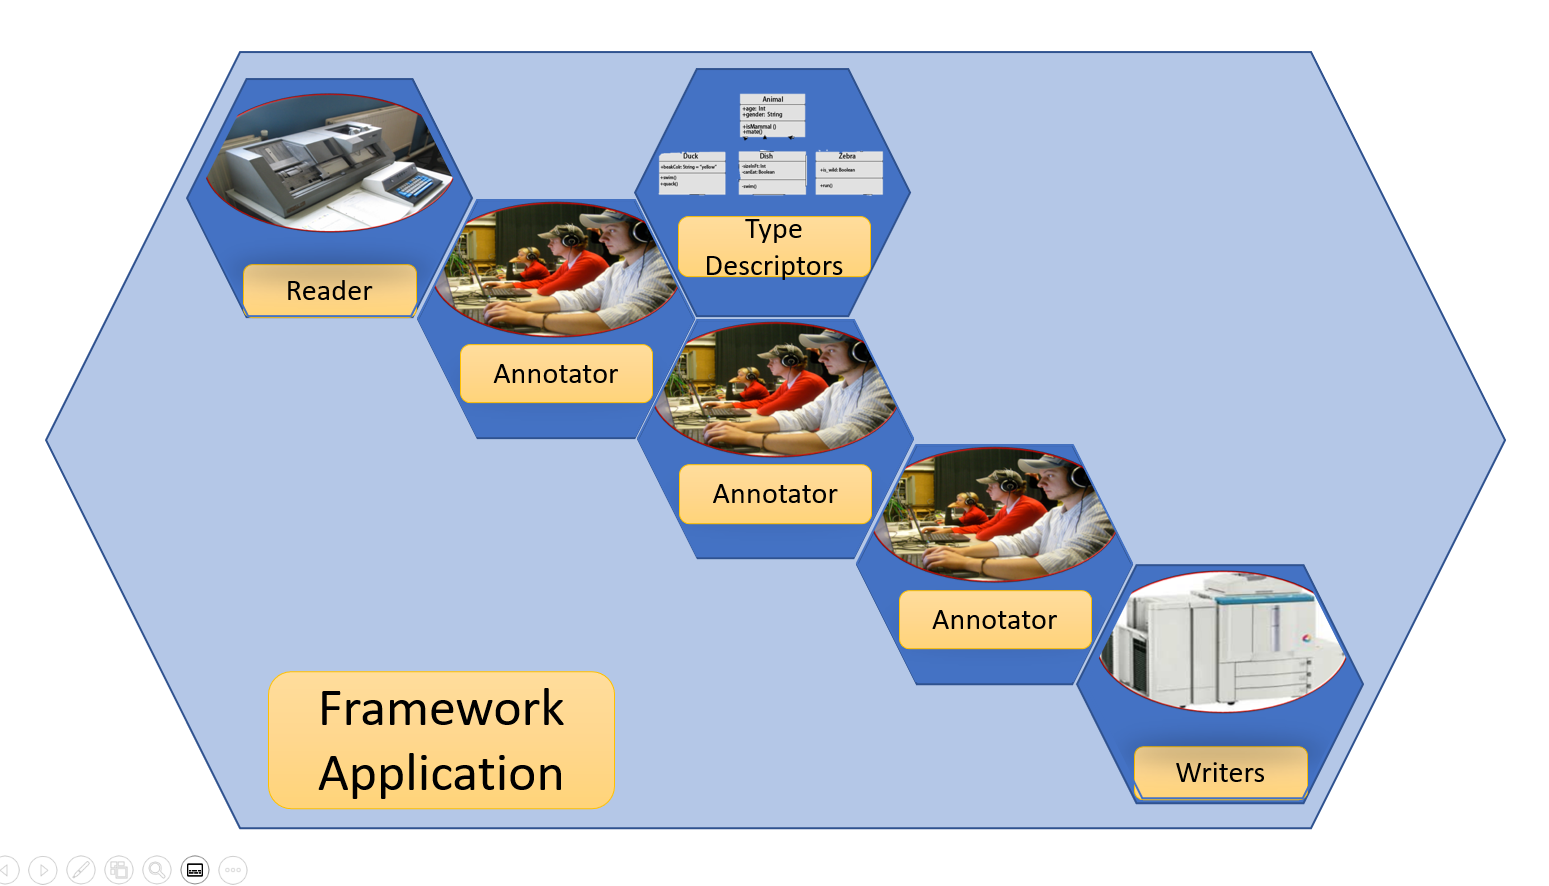 Animal
+age: Int
+gender: String
+isMammal ()
+mate()
Duck
+beakColr: String = "yellow"
+swim()
+quack()
Dish
-sizeInFt: Int
-canEat: Boolean
-swim()
Zebra
+is_wild: Boolean
+run()
Type
Descriptors
Reader
Annotator
Annotator
Annotator
Writers
Framework
Application